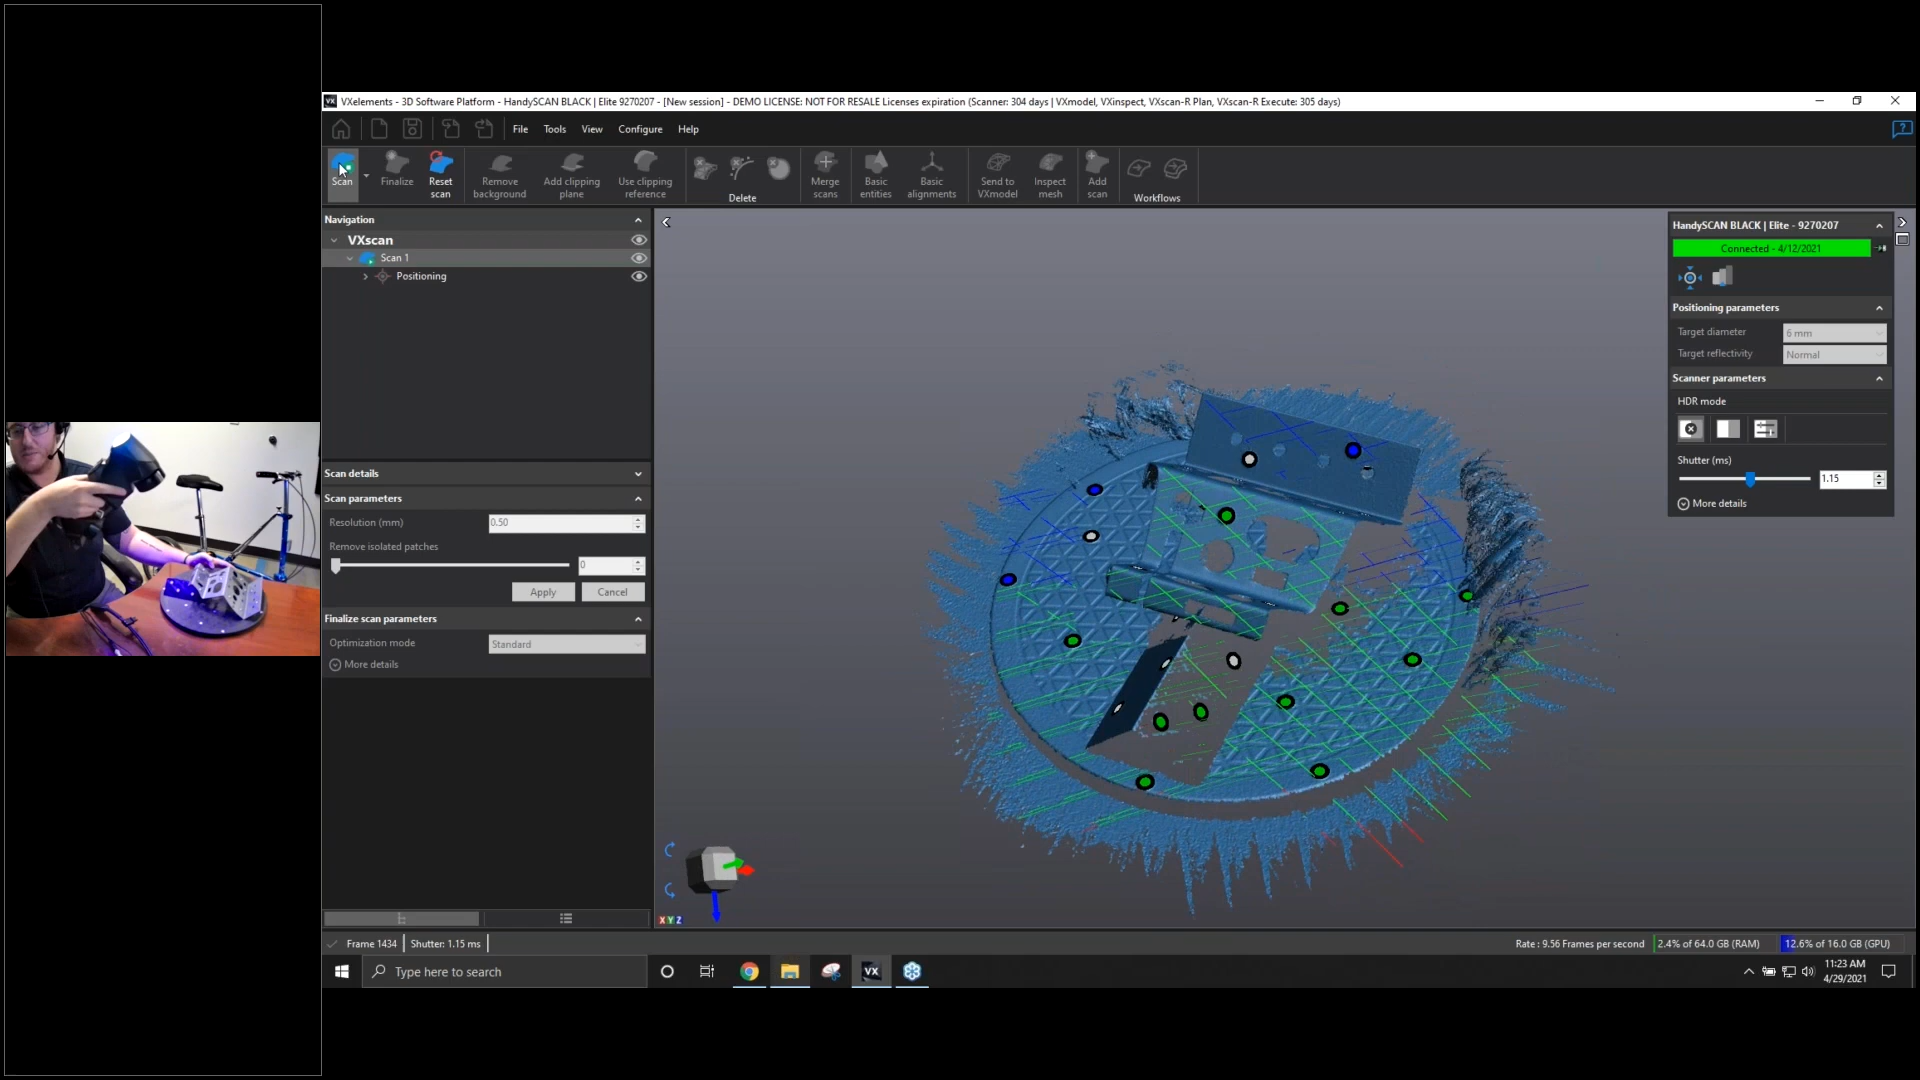 VXelements - 3D Software Platform - HandySCAN BLACK | Elite 9270207 - [New session] - DEMO LICENSE: NOT FOR RESALE Licenses expiration (Scanner: 304 days | VXmodel, VXinspect, VXscan-R Plan, VXscan-R Execute: 305 days)
File Tools View Configure Help
Scan
Finalize
Reset scan
Remove background
Add clipping plane
Use clipping reference
Delete
Merge scans
Basic entities
Basic alignments
Send to VXmodel
Inspect mesh
Add scan
Workflows
Navigation
VXscan
Scan 1
Positioning
Scan details
Scan parameters
Resolution (mm) 0.50
Remove isolated patches
0
Apply Cancel
Finalize scan parameters
Optimization mode Standard
More details
HandySCAN BLACK | Elite - 9270207
Connected - 4/12/2021
Positioning parameters
Target diameter 6 mm
Target reflectivity Normal
Scanner parameters
HDR mode
Shutter (ms)
1.15
More details
X Y Z
Frame 1434 Shutter: 1.15 ms Rate : 9.56 Frames per second 2.4% of 64.0 GB (RAM) 12.6% of 16.0 GB (GPU)
Type here to search
VX
11:23 AM
4/29/2021